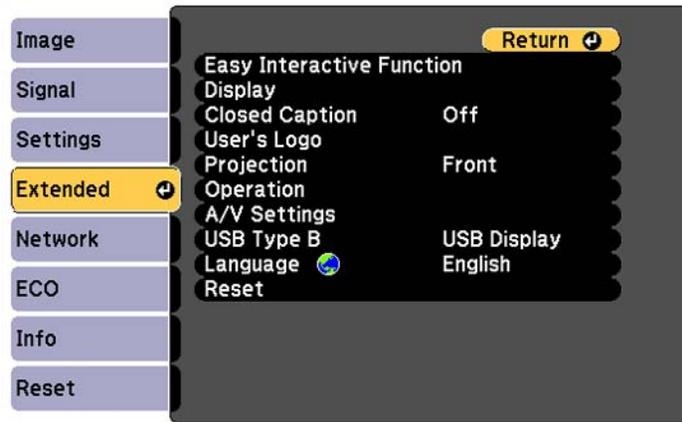 Image
Signal
Settings
Extended
Network
ECO
Info
Reset
Return
Easy Interactive Function
Display
Closed Caption Off
User's Logo
Projection Front
Operation
A/V Settings
USB Type B USB Display
Language English
Reset